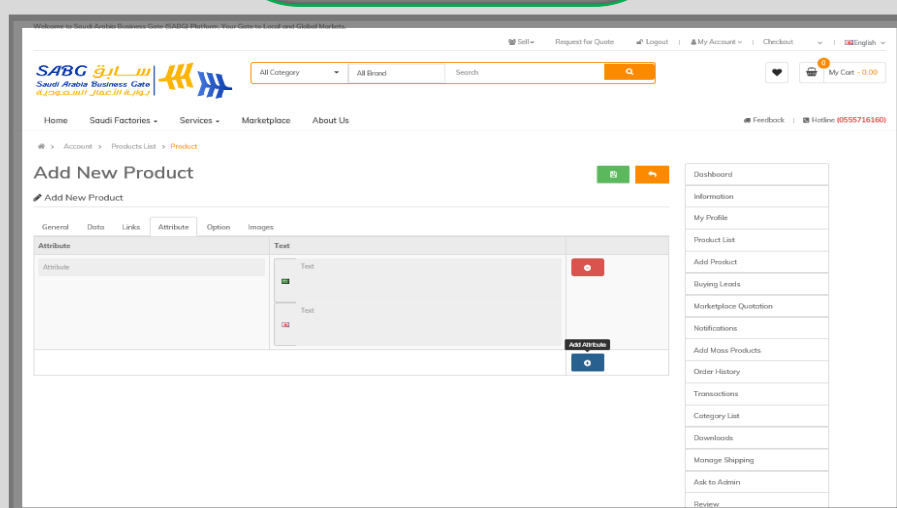 Welcome to Saudi Arabia Business Gate (SABG) Platform, Your Gate to Local and Global Markets.
Sell Request for Quote Logout | My Account | Checkout | English
SABG سـابـق
Saudi Arabia Business Gate
بـوابـة الأعمـال السـعـوديـة
All Category All Brand Search
0
My Cart - 0.00
Home Saudi Factories Services Marketplace About Us
Feedback | Hotline (0555716160)
Account > Products List > Product
Add New Product
Add New Product
General Data Links Attribute Option Images
Attribute Text
Attribute Text
Text
Add Attribute
Dashboard
Information
My Profile
Product List
Add Product
Buying Leads
Marketplace Quotation
Notifications
Add Mass Products
Order History
Transactions
Category List
Downloads
Manage Shipping
Ask to Admin
Review